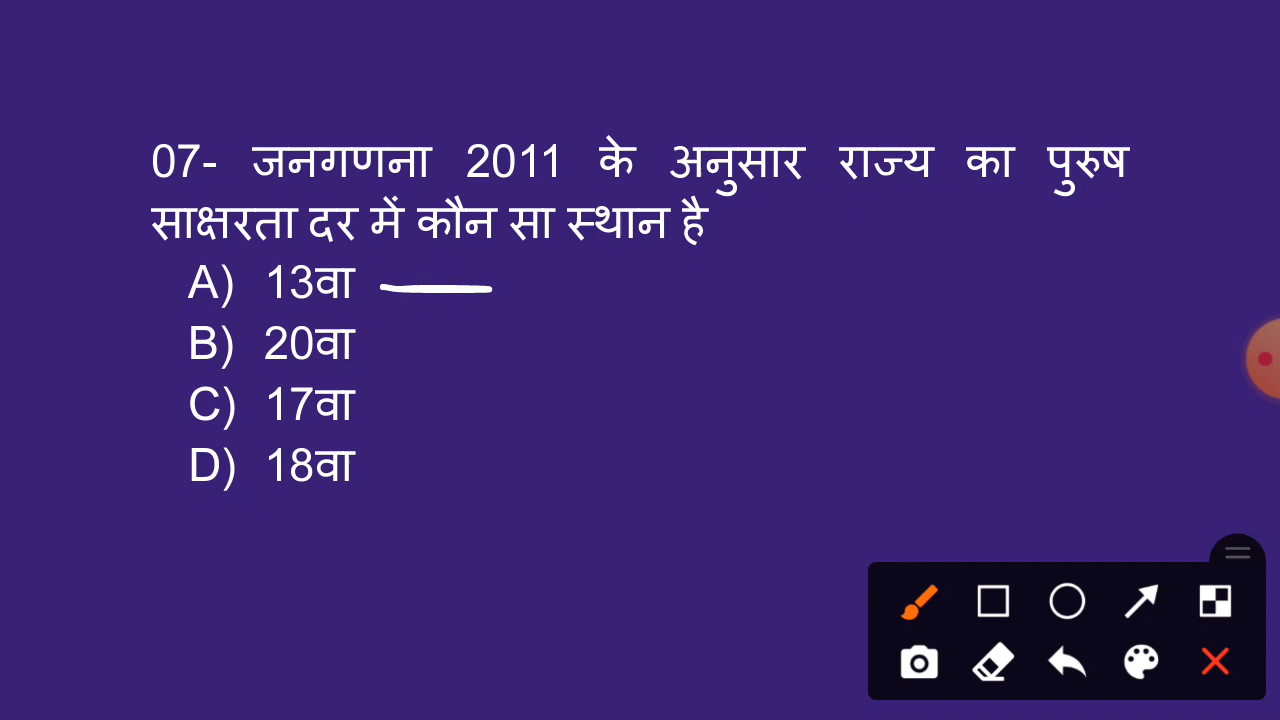 07- जनगणना 2011 के अनुसार राज्य का पुरुष
साक्षरता दर में कौन सा स्थान है
A) 13वा
B) 20वा
C) 17वा
D) 18वा